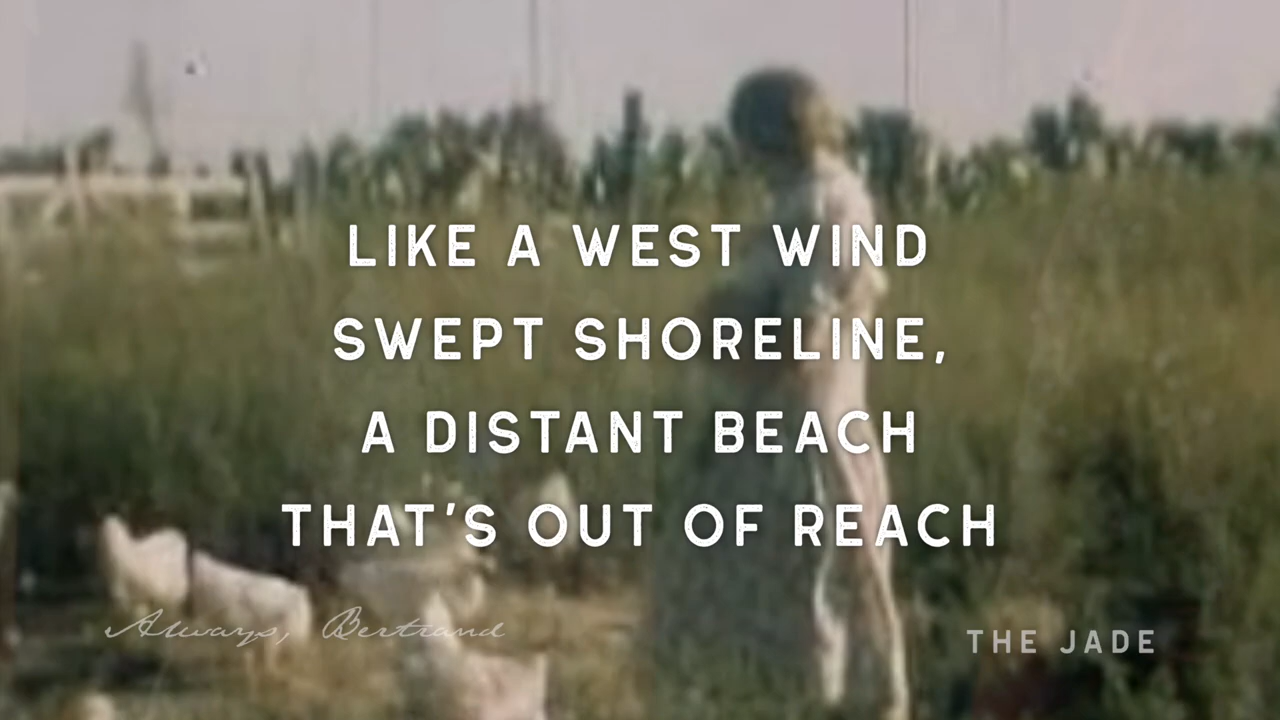 LIKE A WEST WIND
SWEPT SHORELINE,
A DISTANT BEACH
THAT'S OUT OF REACH
Always, Bertrand
THE JADE